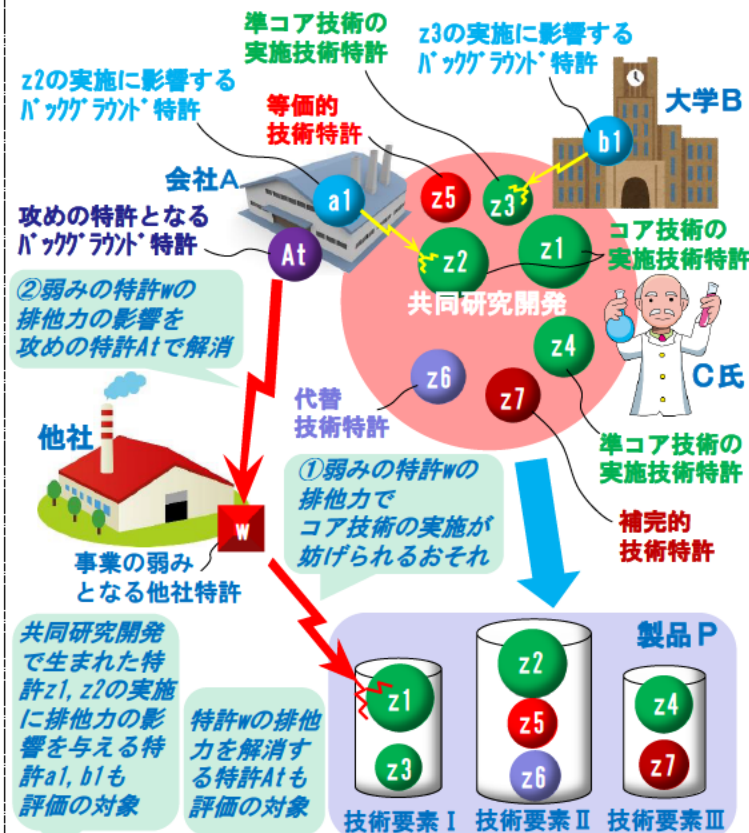 準コア技術の
実施技術特許
z3の実施に影響する
ﾊﾞｯｸｸﾞﾗｳﾝﾄﾞ特許
z2の実施に影響する
ﾊﾞｯｸｸﾞﾗｳﾝﾄﾞ特許
等価的
技術特許
大学B
b1
会社A
a1
z5
z3
攻めの特許となる
ﾊﾞｯｸｸﾞﾗｳﾝﾄﾞ特許
At
z2
z1
コア技術の
実施技術特許
共同研究開発
②弱みの特許wの
排他力の影響を
攻めの特許Atで解消
z4
C氏
z6
z7
代替
技術特許
他社
準コア技術の
実施技術特許
①弱みの特許wの
排他力で
コア技術の実施が
妨げられるおそれ
w
補完的
技術特許
事業の弱み
となる他社特許
製品P
共同研究開発
で生まれた特
許z1,z2の実施
に排他力の影
響を与える特
許a1,b1も
評価の対象
特許wの排他
力を解消す
る特許Atも
評価の対象
z1
z3
z2
z5
z6
z4
z7
技術要素Ⅰ
技術要素Ⅱ
技術要素Ⅲ